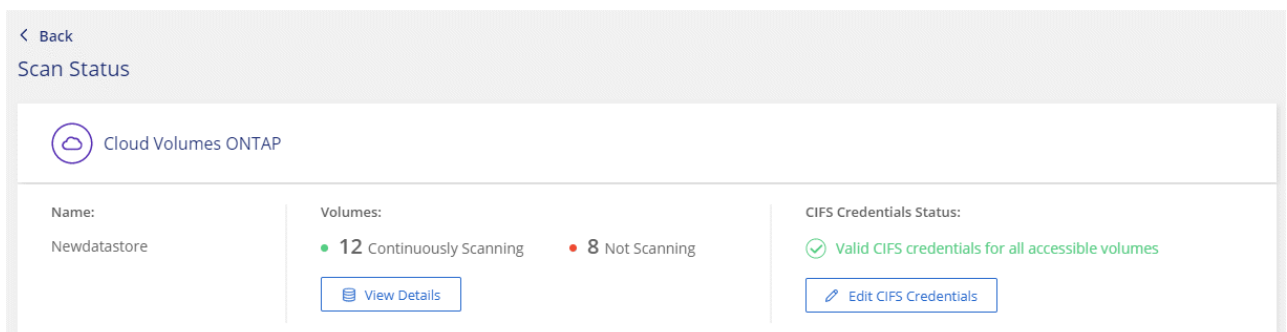 Back
Scan Status
Cloud Volumes ONTAP
Name:
Newdatastore
Volumes:
12 Continuously Scanning
8 Not Scanning
View Details
CIFS Credentials Status:
Valid CIFS credentials for all accessible volumes
Edit CIFS Credentials